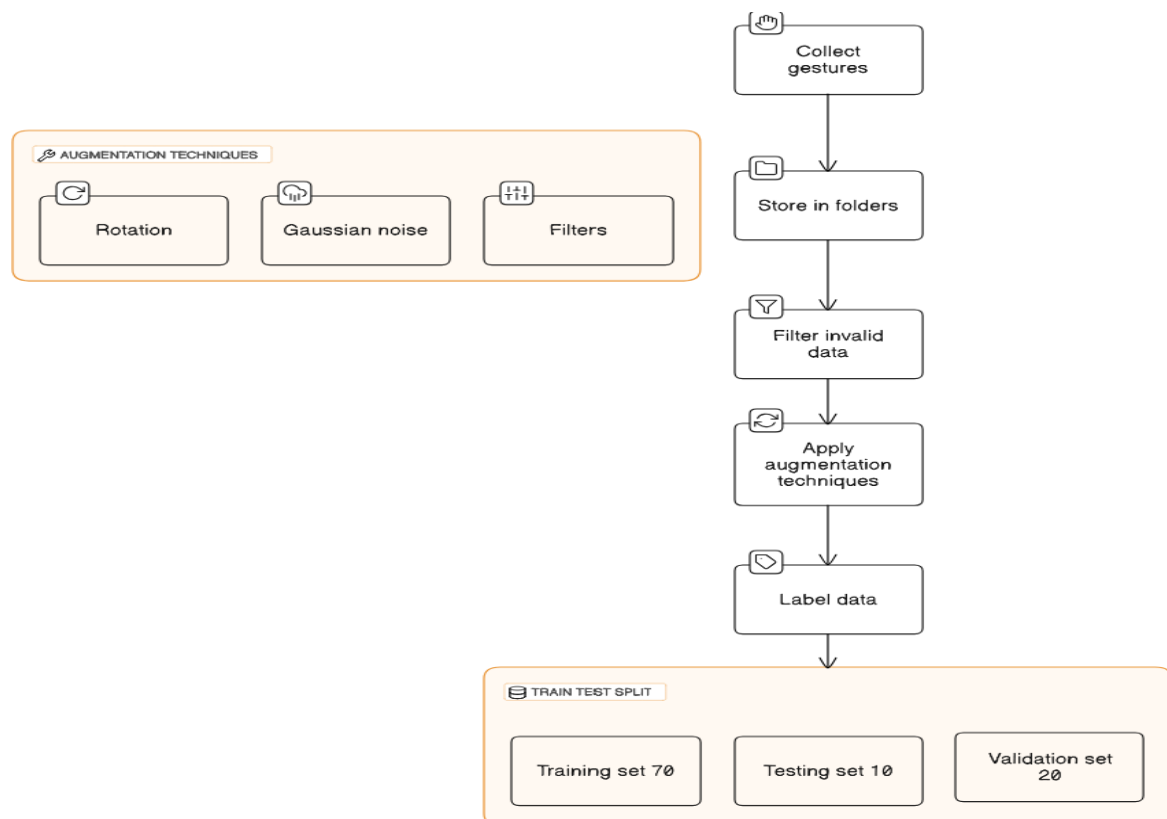 Collect
gestures
AUGMENTATION TECHNIQUES
Rotation
Gaussian noise
Filters
Store in folders
Filter invalid
data
Apply
augmentation
techniques
Label data
TRAIN TEST SPLIT
Training set 70
Testing set 10
Validation set
20